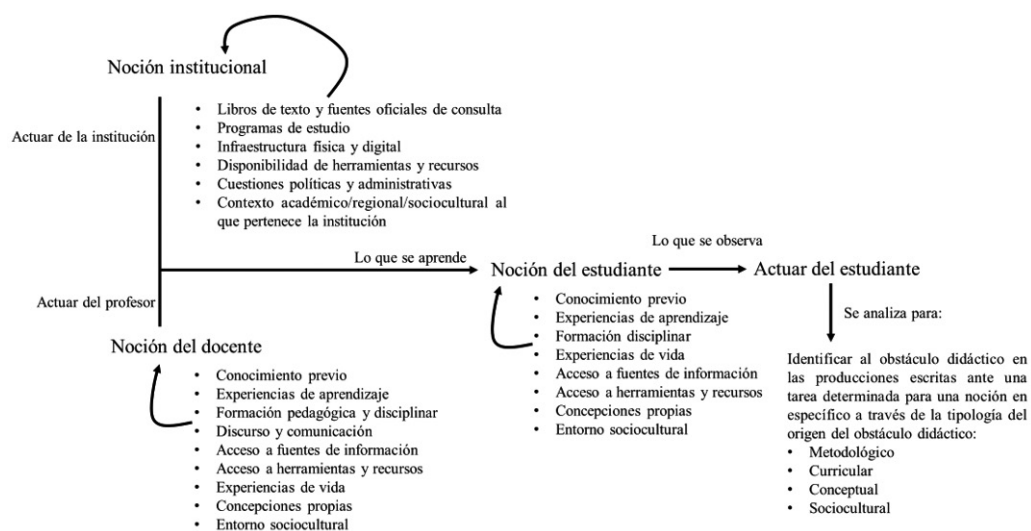 Noción institucional
Actuar de la institución
• Libros de texto y fuentes oficiales de consulta
• Programas de estudio
• Infraestructura física y digital
• Disponibilidad de herramientas y recursos
• Cuestiones políticas y administrativas
• Contexto académico/regional/sociocultural al
que pertenece la institución
Lo que se aprende
Actuar del profesor
Noción del docente
• Conocimiento previo
• Experiencias de aprendizaje
• Formación pedagógica y disciplinar
• Discurso y comunicación
• Acceso a fuentes de información
• Acceso a herramientas y recursos
• Experiencias de vida
• Concepciones propias
• Entorno sociocultural
Noción del estudiante
• Conocimiento previo
• Experiencias de aprendizaje
• Formación disciplinar
• Experiencias de vida
• Acceso a fuentes de información
• Acceso a herramientas y recursos
• Concepciones propias
• Entorno sociocultural
Lo que se observa
Actuar del estudiante
Se analiza para:
Identificar al obstáculo didáctico en
las producciones escritas ante una
tarea determinada para una noción en
específico a través de la tipología del
origen del obstáculo didáctico:
• Metodológico
• Curricular
• Conceptual
• Sociocultural